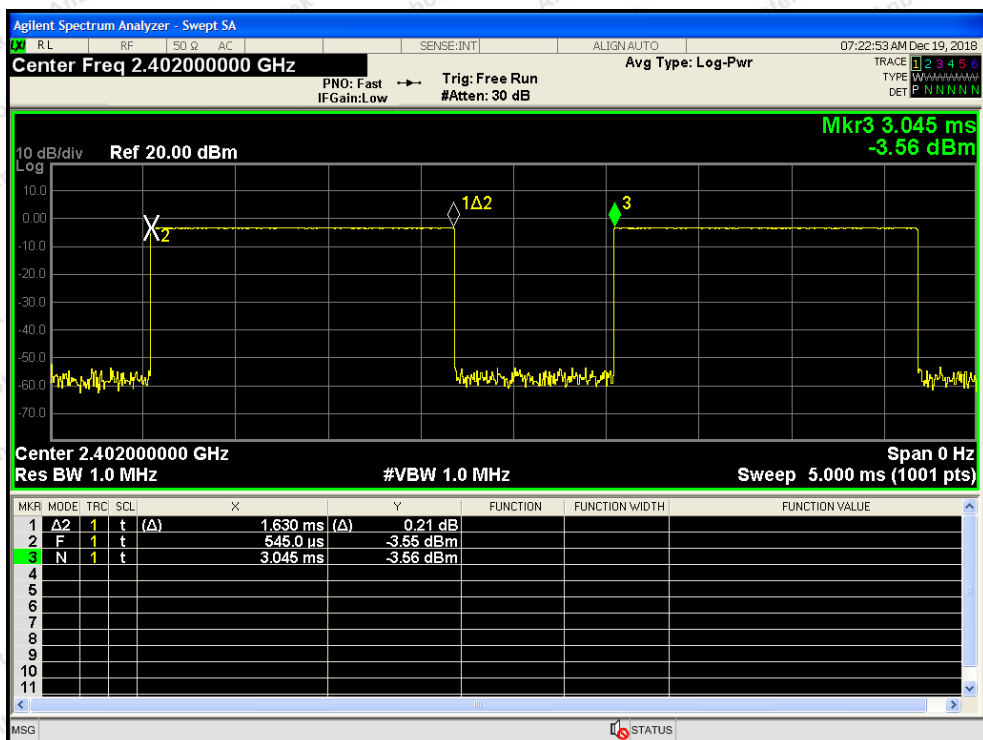 Agilent Spectrum Analyzer - Swept SA
LXI RL RF 50 Ω AC SENSE:INT ALIGN AUTO 07:22:53 AM Dec 19, 2018
Center Freq 2.402000000 GHz Avg Type: Log-Pwr TRACE 1 2 3 4 5 6
PNO: Fast Trig: Free Run TYPE
IFGain:Low #Atten: 30 dB DET P N N N N N
Mkr3 3.045 ms
10 dB/div Ref 20.00 dBm -3.56 dBm
Log
10.0
1Δ2 3
0.00
2
-10.0
-20.0
-30.0
-40.0
-50.0
-60.0
-70.0
Center 2.402000000 GHz Span 0 Hz
Res BW 1.0 MHz #VBW 1.0 MHz Sweep 5.000 ms (1001 pts)
MKR MODE TRC SCL X Y FUNCTION FUNCTION WIDTH FUNCTION VALUE
1 Δ2 1 t (Δ) 1.630 ms (Δ) 0.21 dB
2 F 1 t 545.0 µs -3.55 dBm
3 N 1 t 3.045 ms -3.56 dBm
4
5
6
7
8
9
10
11
MSG STATUS